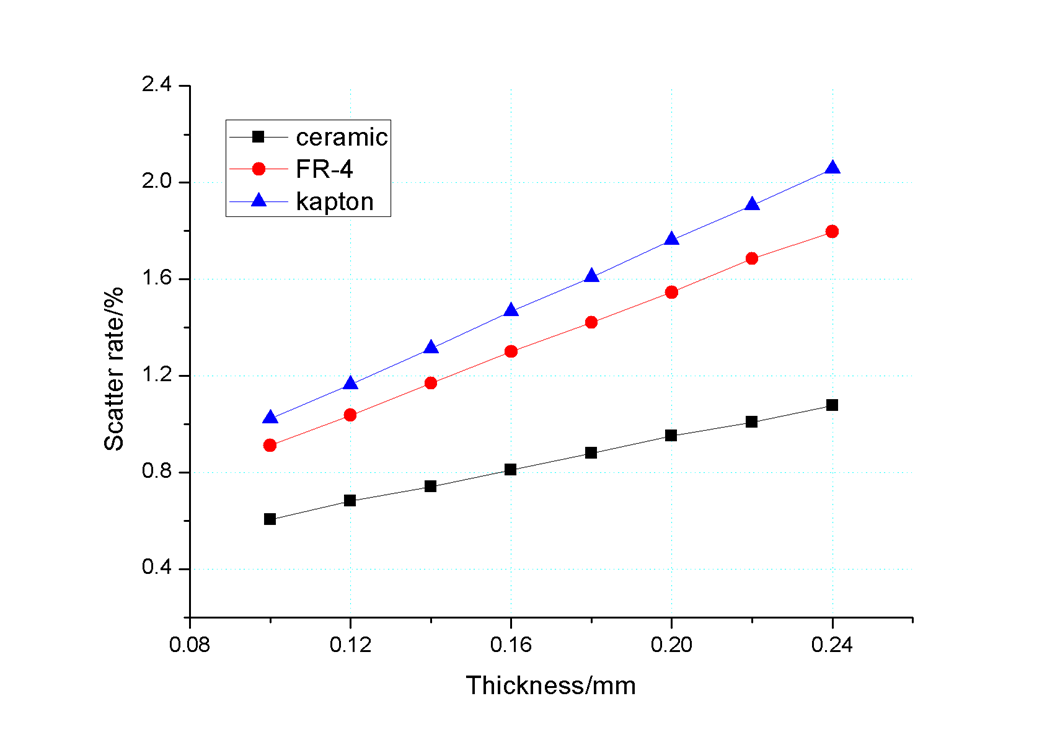 2.4
2.0
1.6
1.2
0.8
0.4
Scatter rate/%
ceramic
FR-4
kapton
0.08 0.12 0.16 0.20 0.24
Thickness/mm